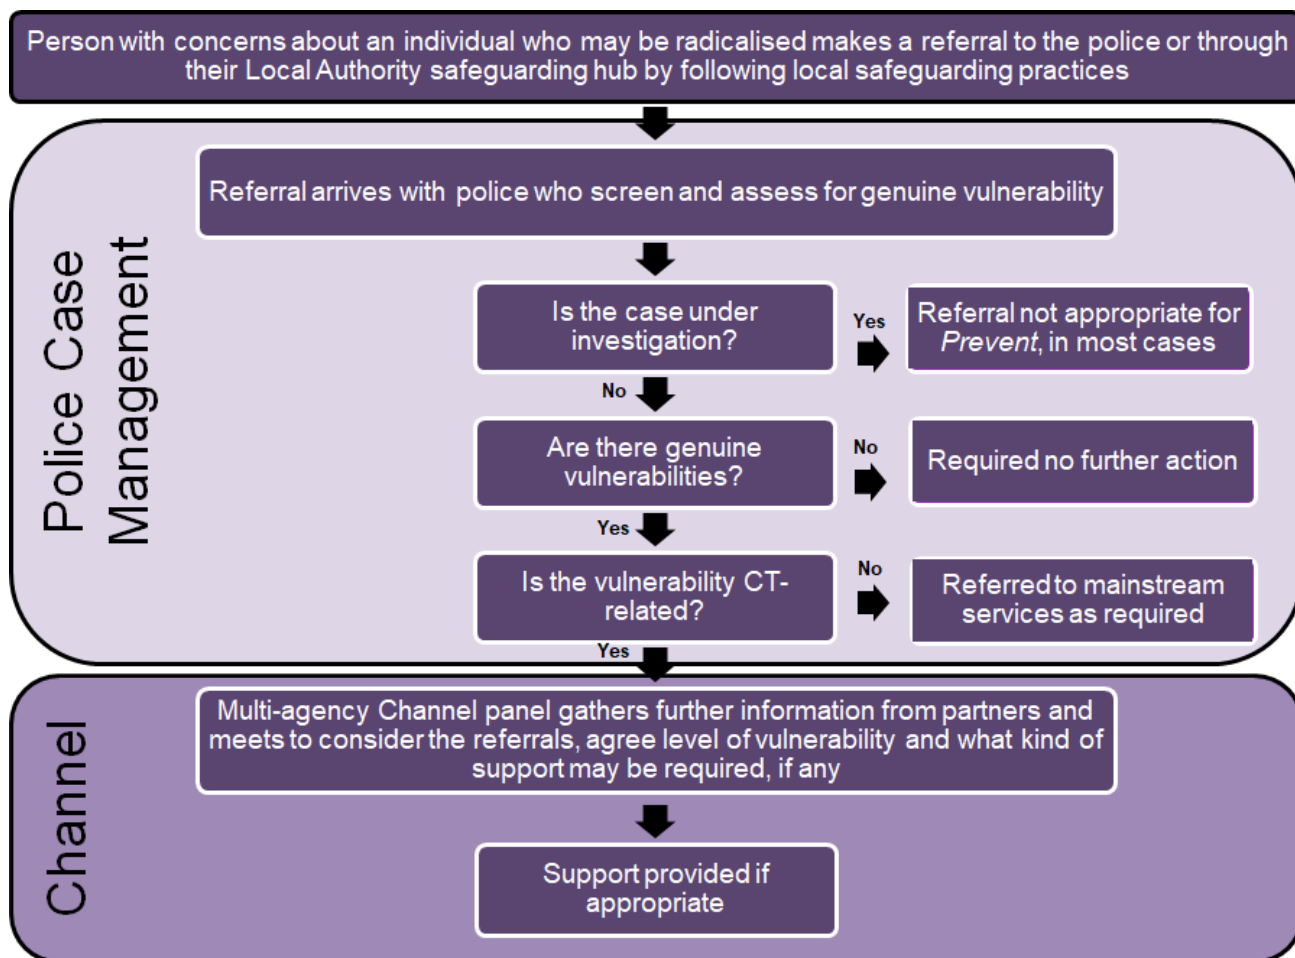 Person with concerns about an individual who may be radicalised makes a referral to the police or through
their Local Authority safeguarding hub by following local safeguarding practices
Police Case
Management
Referral arrives with police who screen and assess for genuine vulnerability
Is the case under
investigation?
Yes
Referral not appropriate for
Prevent, in most cases
No
Are there genuine
vulnerabilities?
No
Required no further action
Yes
Is the vulnerability CT-
related?
No
Referred to mainstream
services as required
Yes
Channel
Multi-agency Channel panel gathers further information from partners and
meets to consider the referrals, agree level of vulnerability and what kind of
support may be required, if any
Support provided if
appropriate